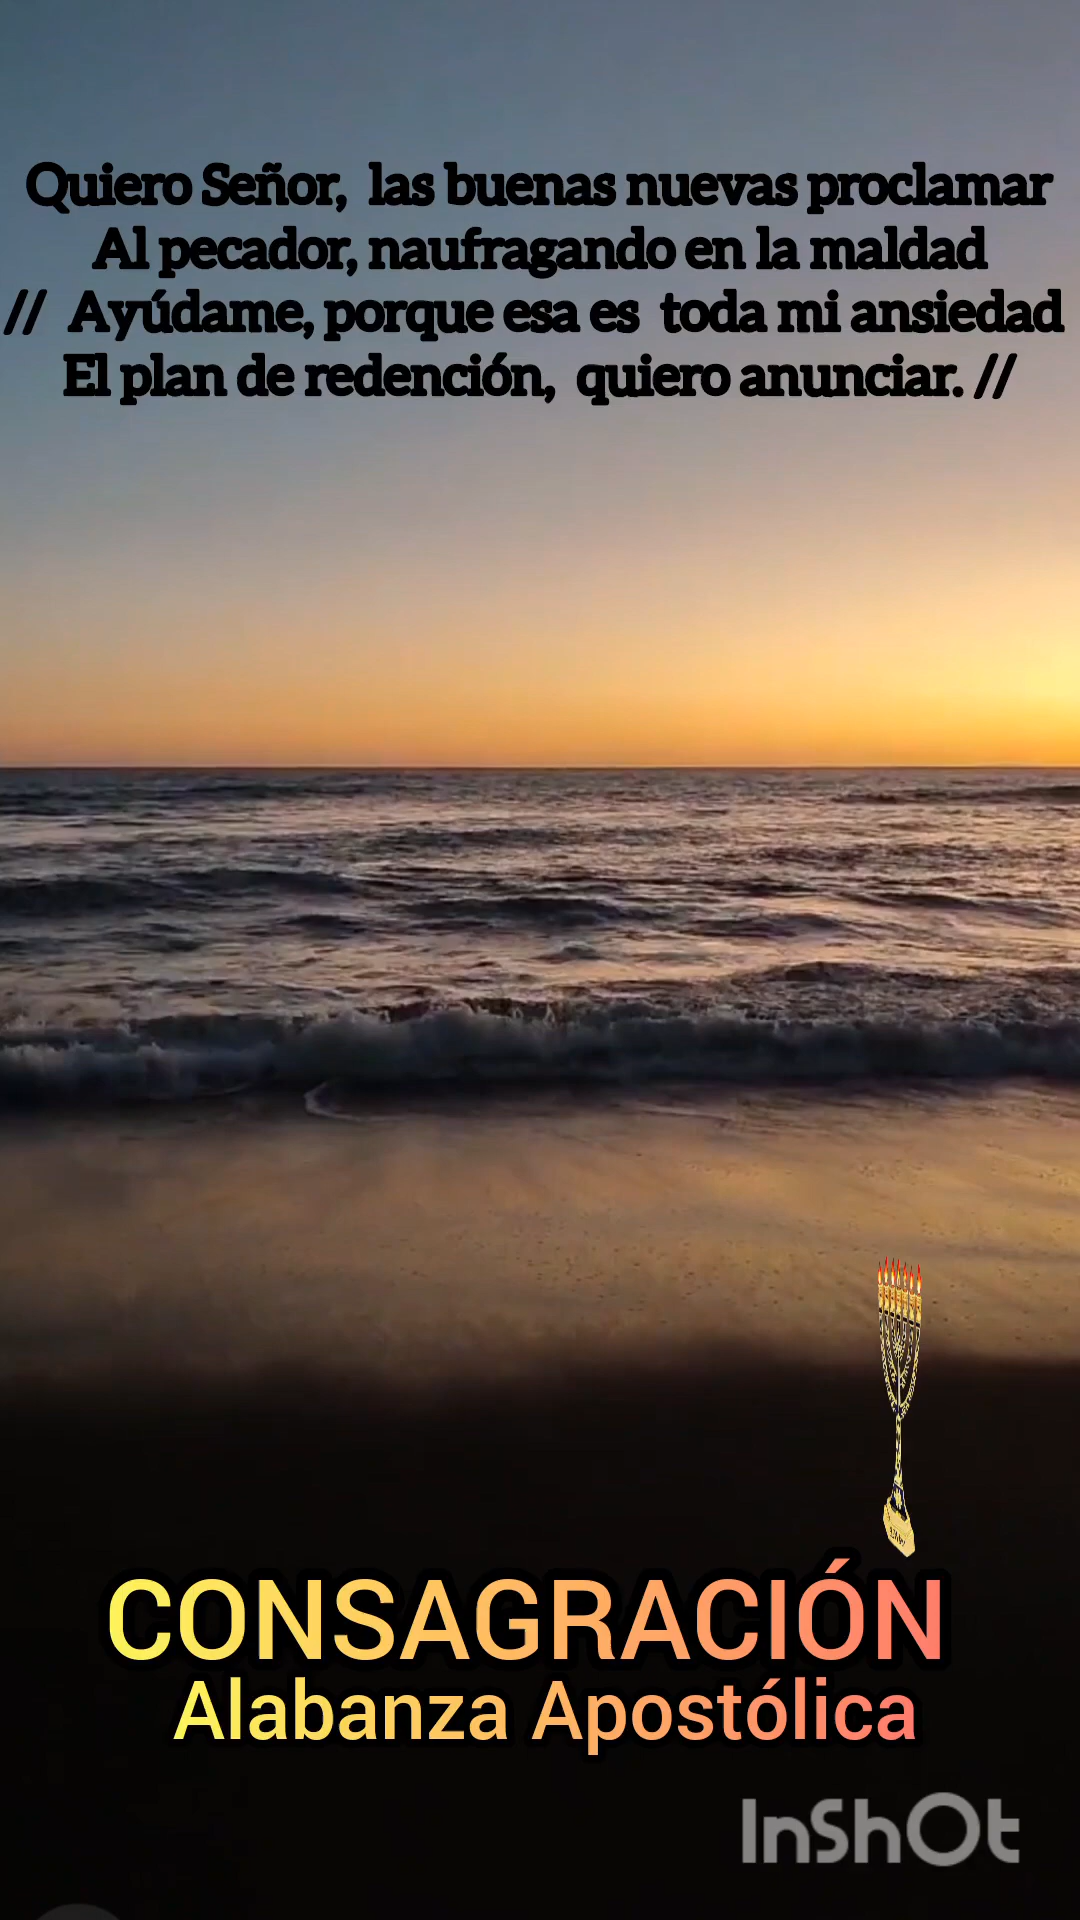 Quiero Señor, las buenas nuevas proclamar
Al pecador, naufragando en la maldad
// Ayúdame, porque esa es toda mi ansiedad
El plan de redención, quiero anunciar. //
CONSAGRACIÓN
Alabanza Apostólica
InShOt